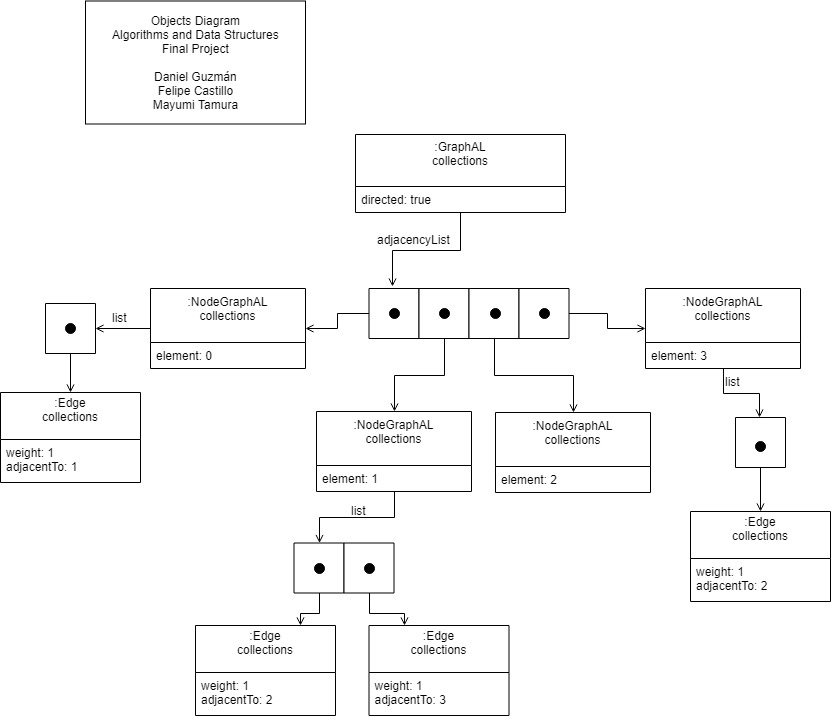 Objects Diagram
Algorithms and Data Structures
Final Project
Daniel Guzmán
Felipe Castillo
Mayumi Tamura
:GraphAL
collections
directed: true
adjacencyList
:NodeGraphAL
collections
element: 0
list
:Edge
collections
weight: 1
adjacentTo: 1
:NodeGraphAL
collections
element: 1
list
:Edge
collections
weight: 1
adjacentTo: 2
:Edge
collections
weight: 1
adjacentTo: 3
:NodeGraphAL
collections
element: 2
:NodeGraphAL
collections
element: 3
list
:Edge
collections
weight: 1
adjacentTo: 2